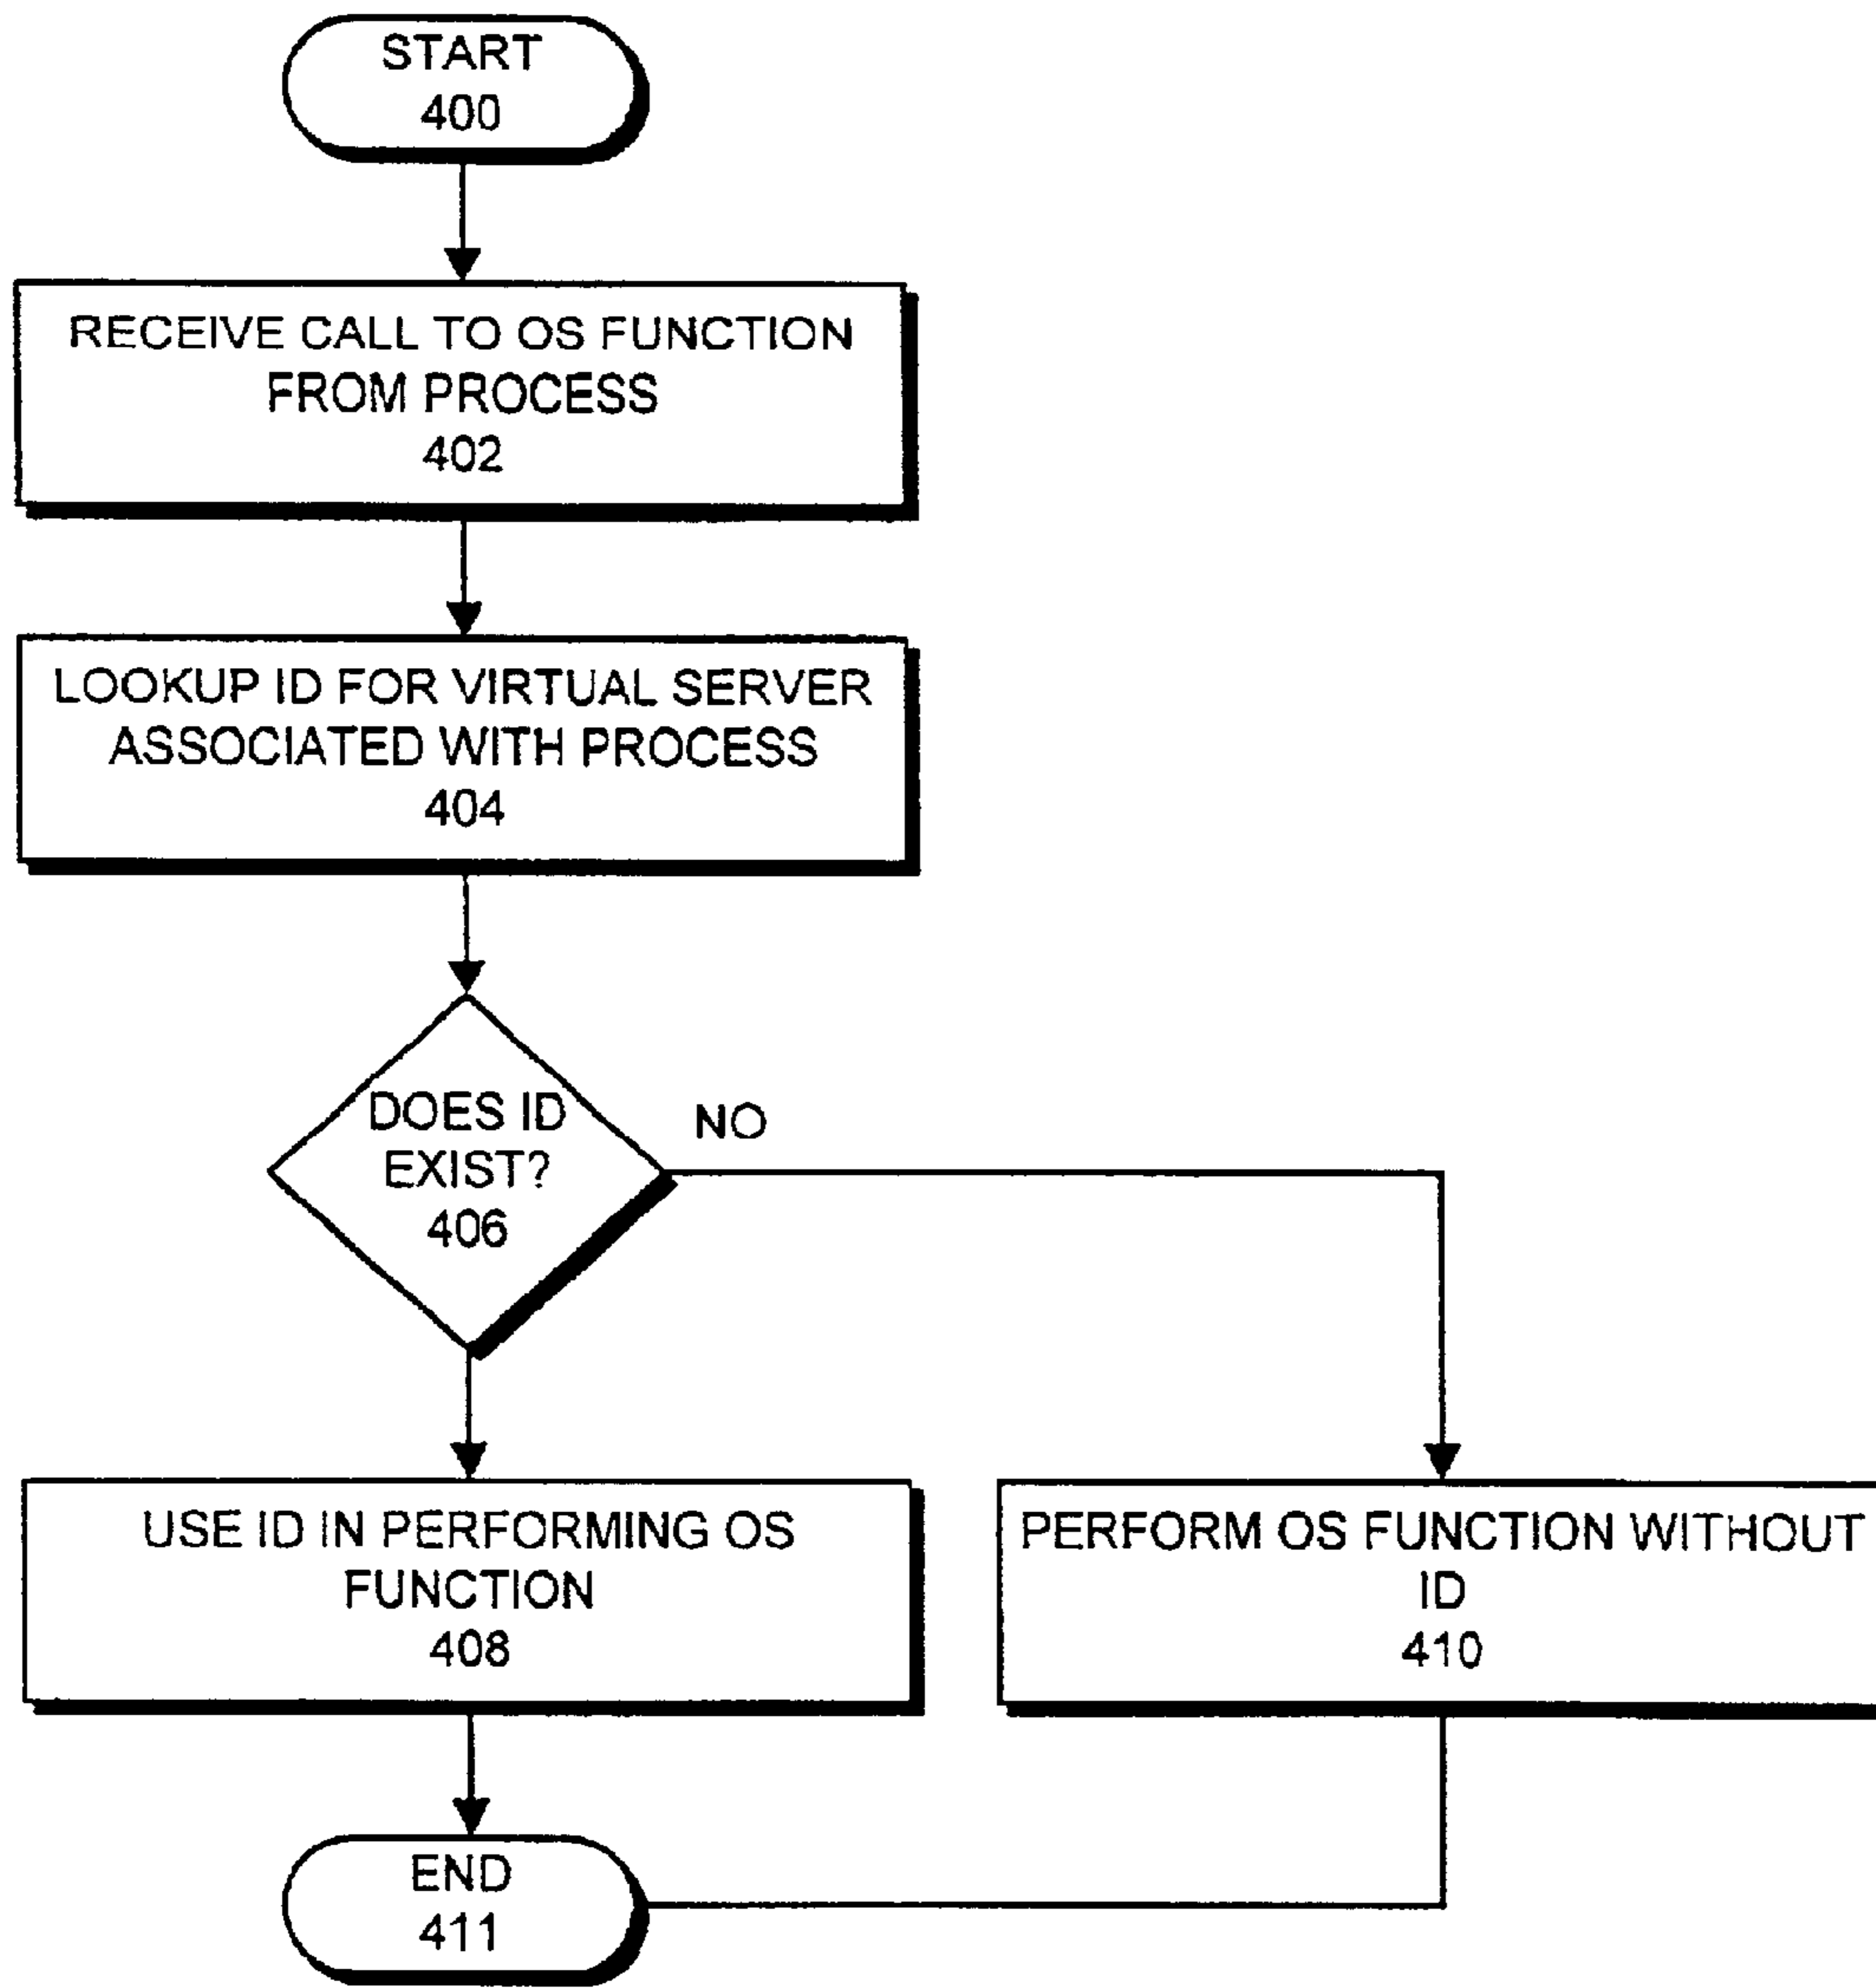 START
400
RECEIVE CALL TO OS FUNCTION
FROM PROCESS
402
LOOKUP ID FOR VIRTUAL SERVER
ASSOCIATED WITH PROCESS
404
DOES ID
EXIST?
406
NO
USE ID IN PERFORMING OS
FUNCTION
408
PERFORM OS FUNCTION WITHOUT
ID
410
END
411